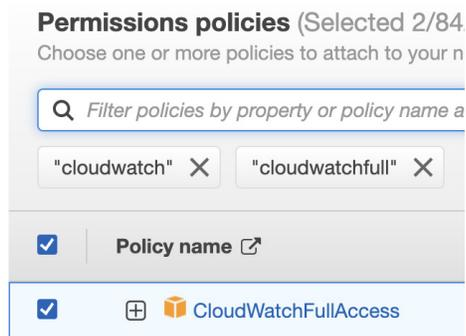 Permissions policies (Selected 2/84
Choose one or more policies to attach to your n
Filter policies by property or policy name a
"cloudwatch" "cloudwatchfull"
Policy name
CloudWatchFullAccess